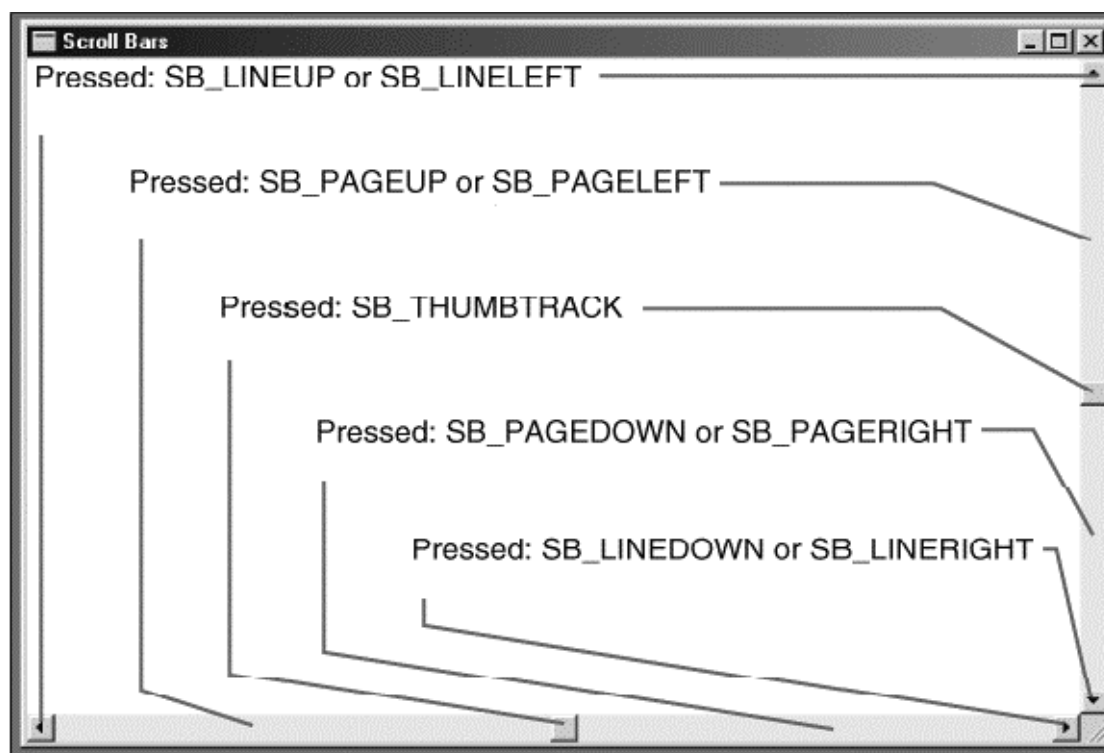 Scroll Bars
Pressed: SB_LINEUP or SB_LINELEFT
Pressed: SB_PAGEUP or SB_PAGELEFT
Pressed: SB_THUMBTRACK
Pressed: SB_PAGEDOWN or SB_PAGERIGHT
Pressed: SB_LINEDOWN or SB_LINERIGHT